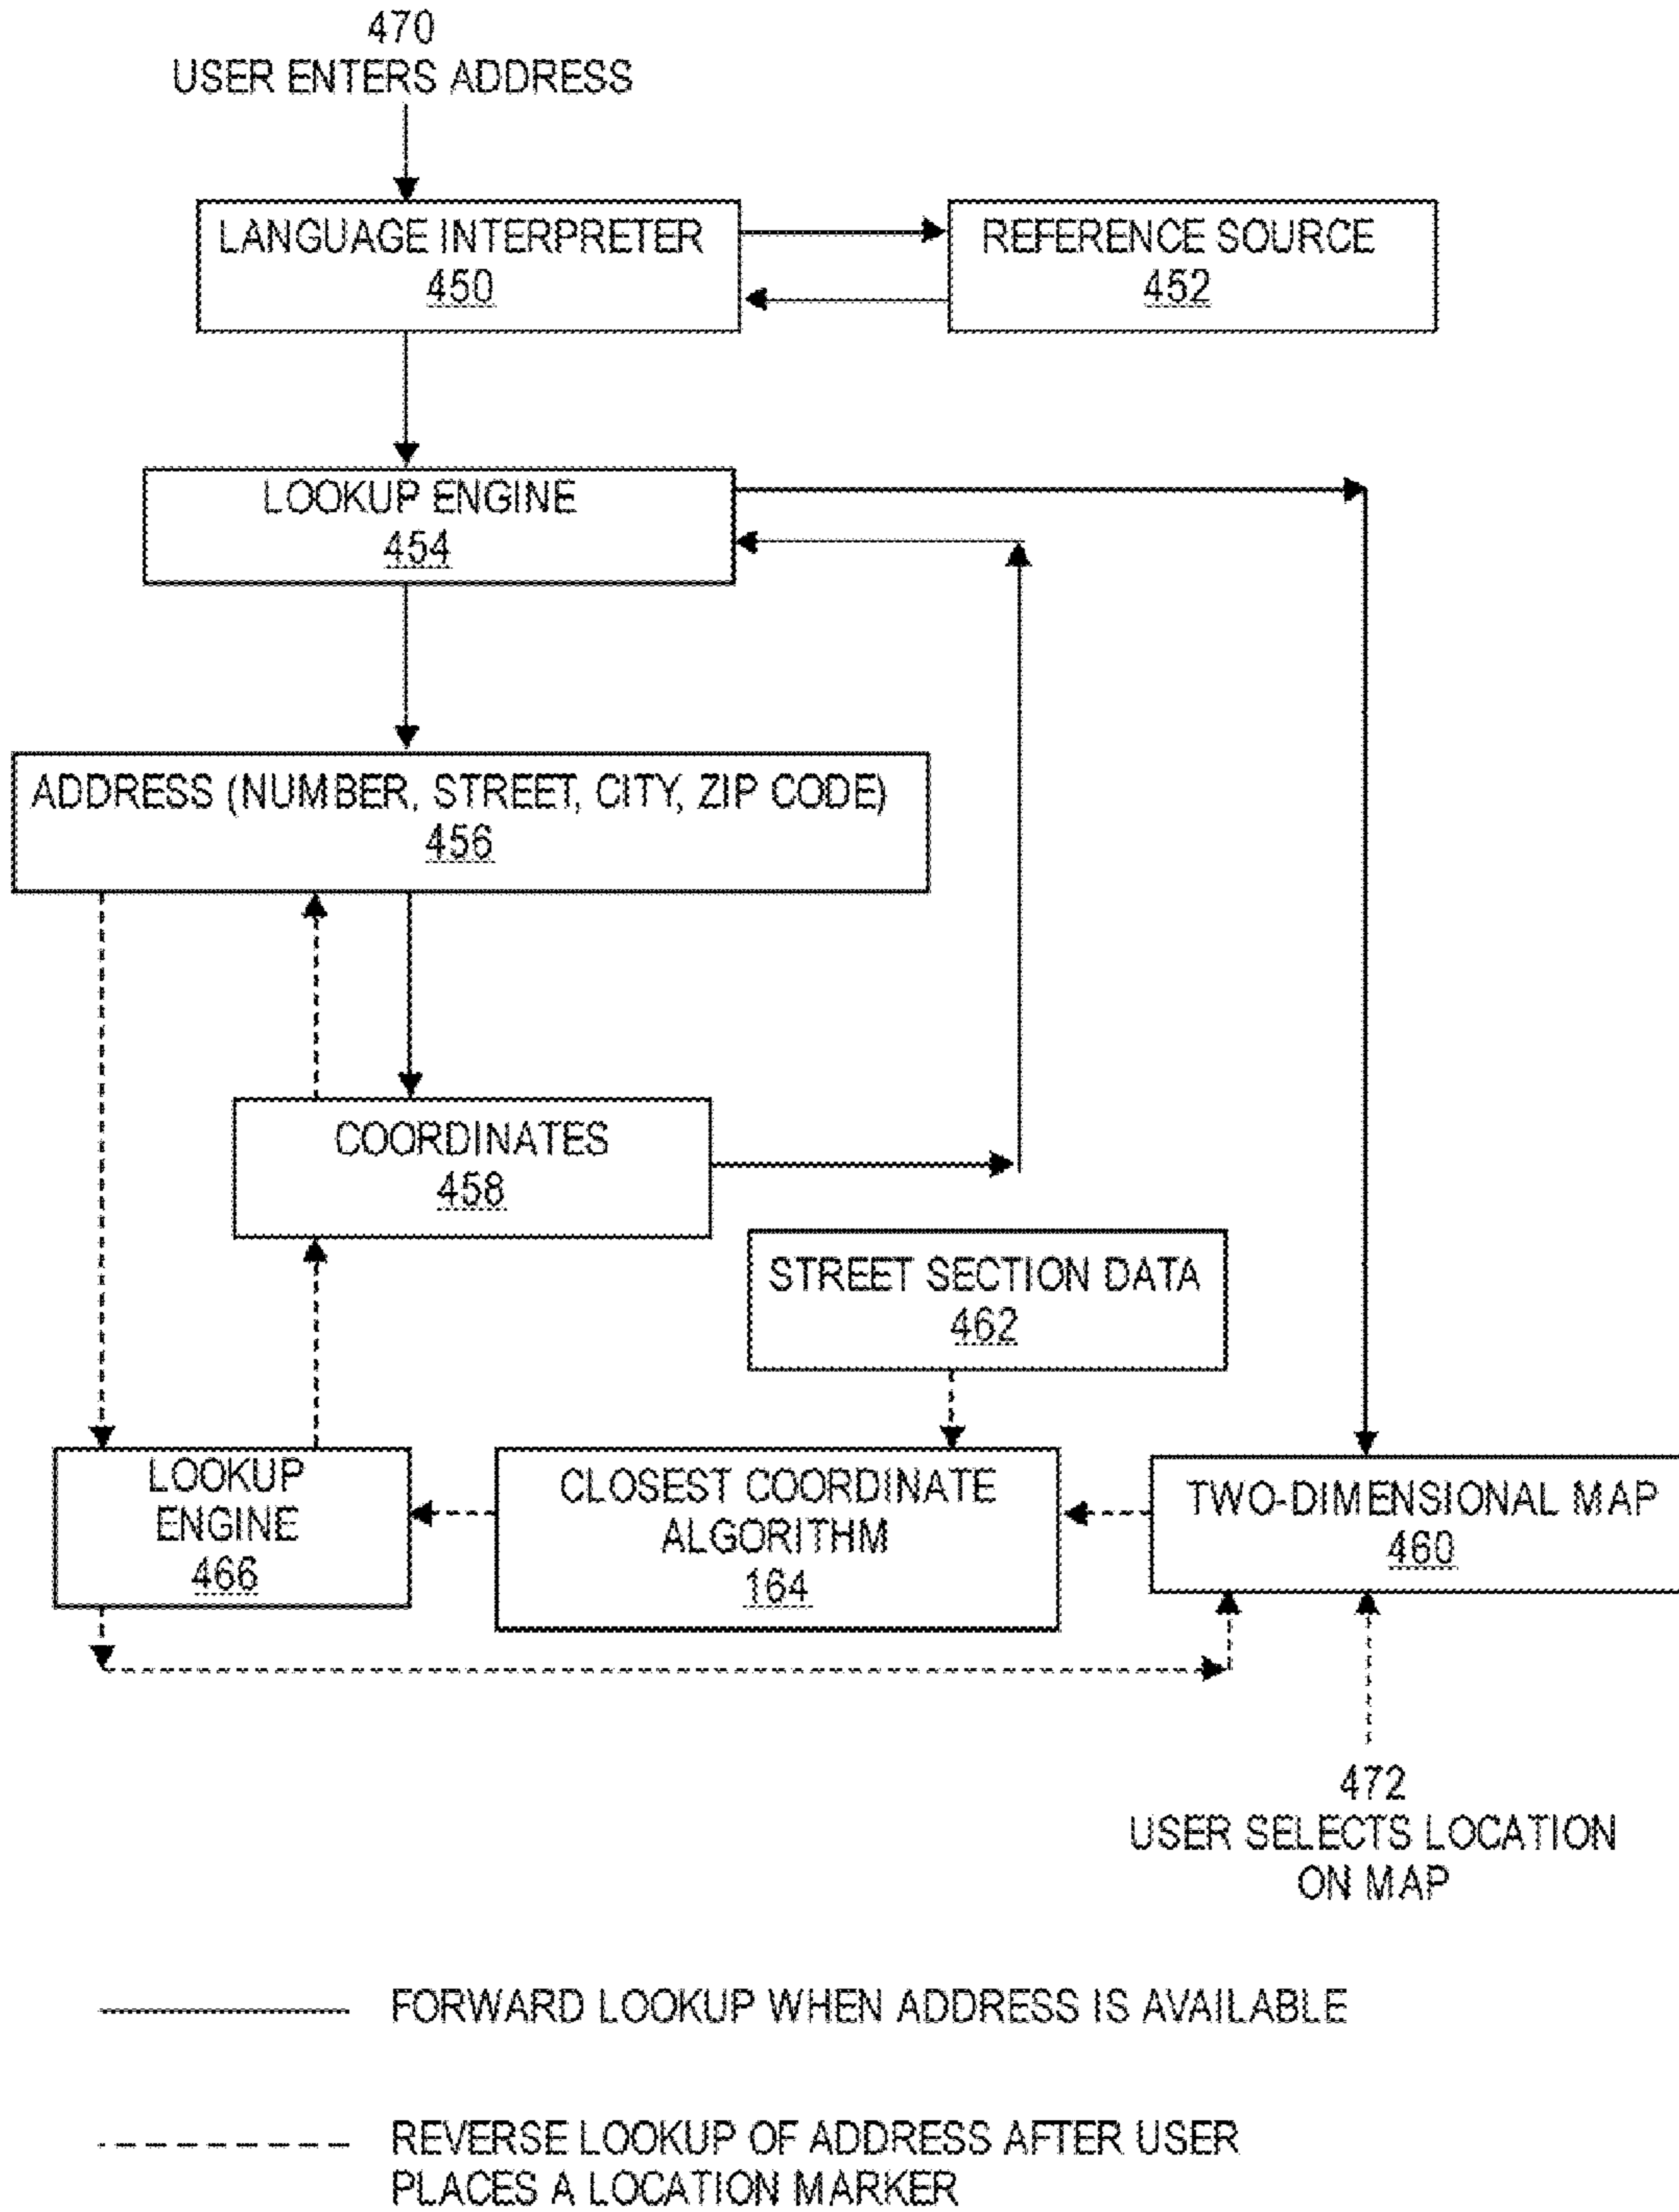 470
USER ENTERS ADDRESS
LANGUAGE INTERPRETER
450
REFERENCE SOURCE
452
LOOKUP ENGINE
454
ADDRESS (NUMBER, STREET, CITY, ZIP CODE)
456
COORDINATES
458
STREET SECTION DATA
462
LOOKUP
ENGINE
466
CLOSEST COORDINATE
ALGORITHM
164
TWO-DIMENSIONAL MAP
460
472
USER SELECTS LOCATION
ON MAP
FORWARD LOOKUP WHEN ADDRESS IS AVAILABLE
REVERSE LOOKUP OF ADDRESS AFTER USER
PLACES A LOCATION MARKER